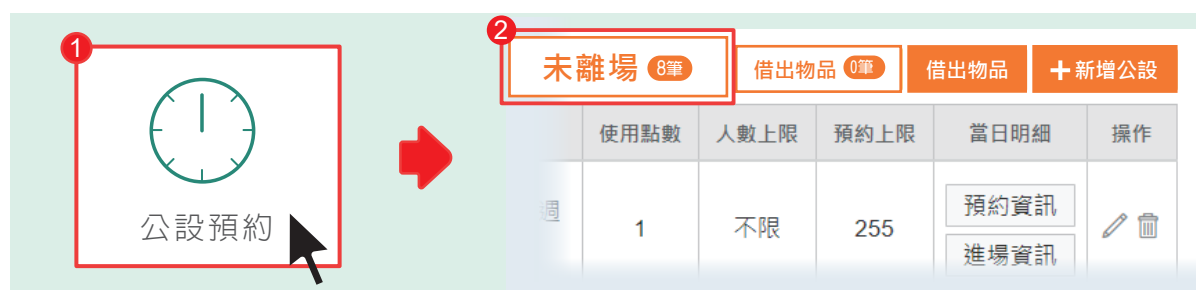 1
公設預約
2
未離場 8筆
借出物品 0筆
借出物品
+新增公設
使用點數 人數上限 預約上限 當日明細 操作
週 1 不限 255 預約資訊
進場資訊